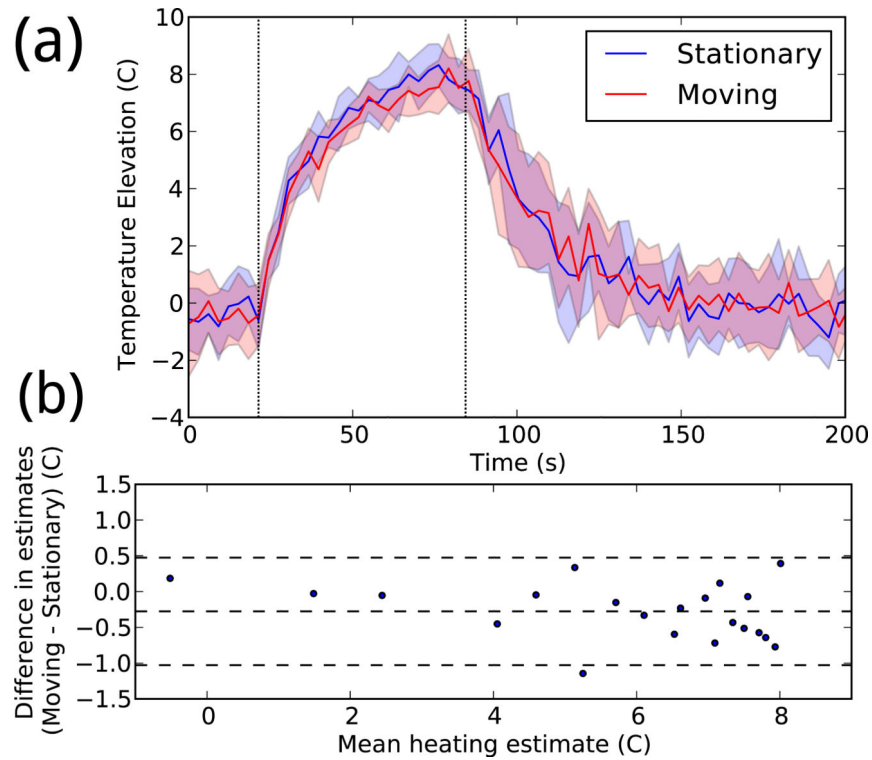 (a)
Temperature Elevation (C)
10
8
6
4
2
0
−2
−4
Stationary
Moving
0
50
100
150
200
Time (s)
(b)
Difference in estimates
(Moving - Stationary) (C)
1.5
1.0
0.5
0.0
−0.5
−1.0
−1.5
0
2
4
6
8
Mean heating estimate (C)